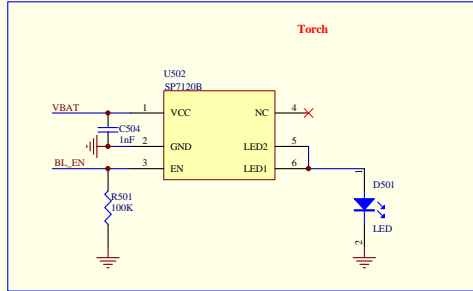 Torch
U502
SP7120B
VBAT 1 VCC NC 4
C504
1nF
2 GND LED2 5
BL_EN 3 EN LED1 6
R501
100K
1
D501
LED
2